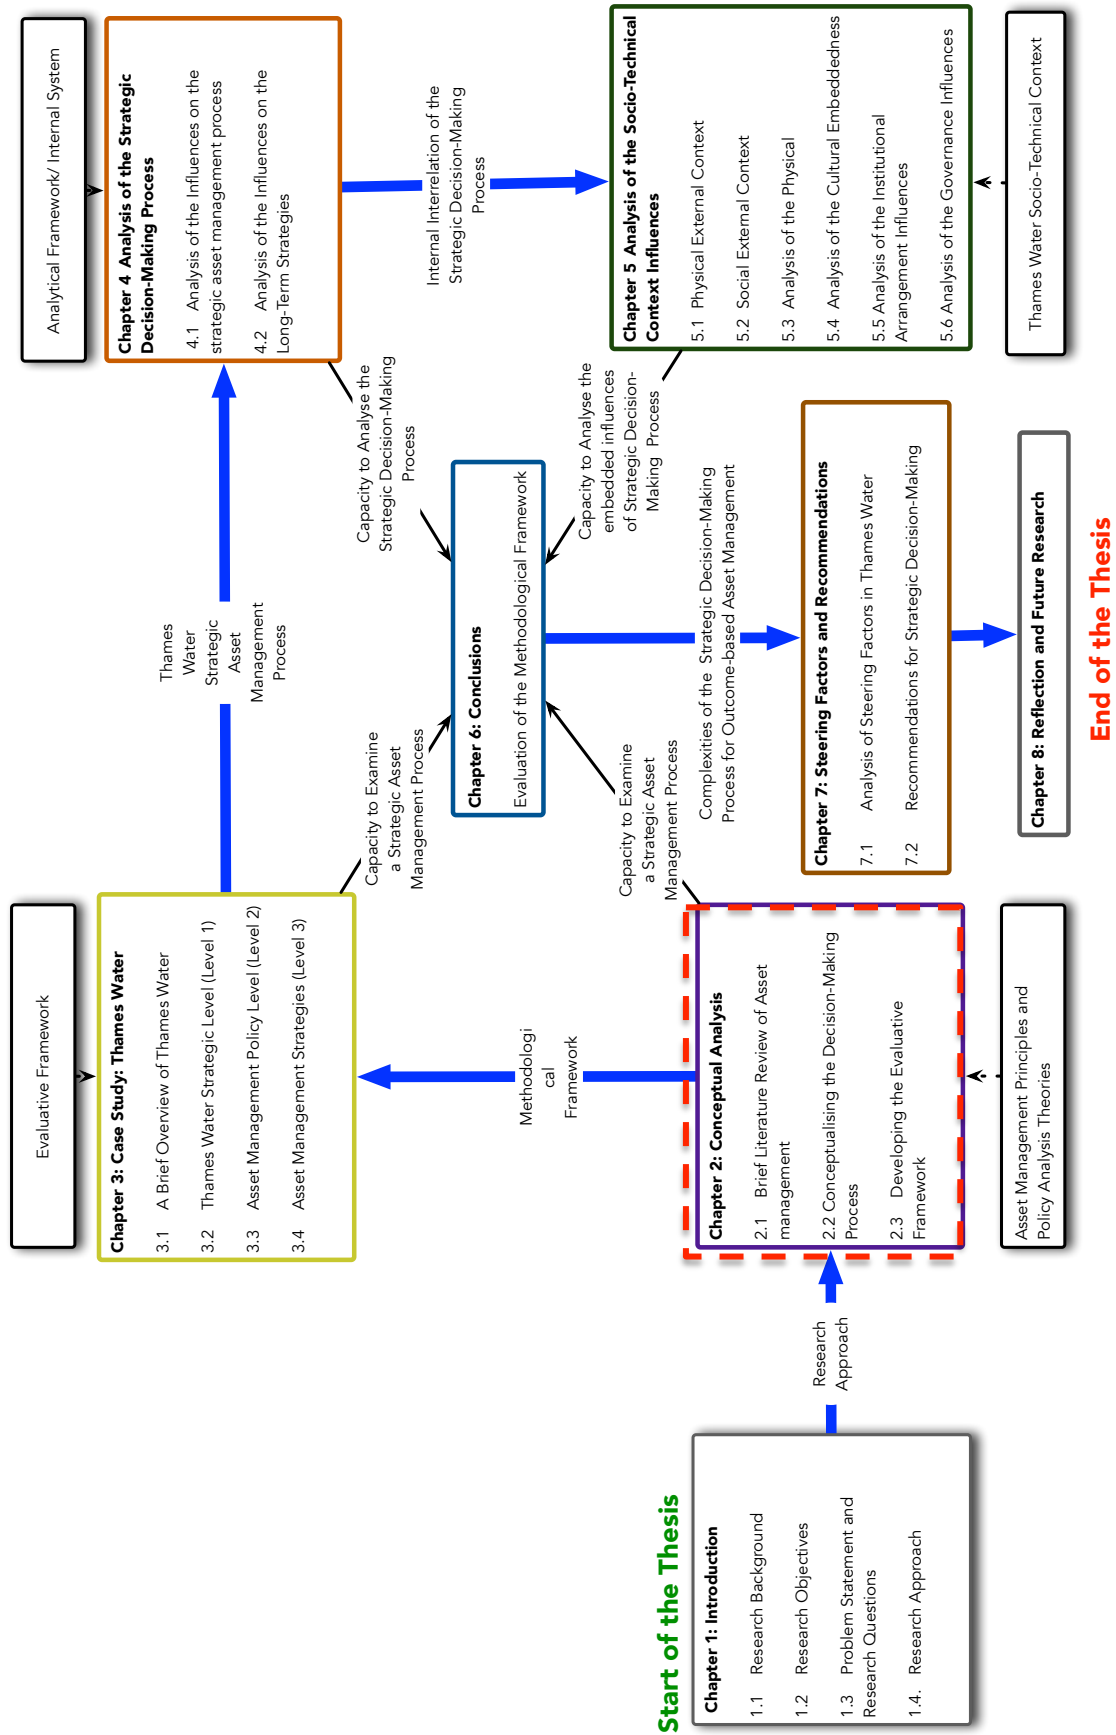 Start of the Thesis
Chapter 1: Introduction
1.1 Research Background
1.2 Research Objectives
1.3 Problem Statement and
Research Questions
1.4. Research Approach
Research
Approach
Chapter 2: Conceptual Analysis
2.1 Brief Literature Review of Asset
management
2.2 Conceptualising the Decision-Making
Process
2.3 Developing the Evaluative
Framework
Asset Management Principles and
Policy Analysis Theories
Methodologi
cal
Framework
Evaluative Framework
Chapter 3: Case Study: Thames Water
3.1 A Brief Overview of Thames Water
3.2 Thames Water Strategic Level (Level 1)
3.3 Asset Management Policy Level (Level 2)
3.4 Asset Management Strategies (Level 3)
Thames
Water
Strategic
Asset
Management
Process
Analytical Framework/ Internal System
Chapter 4 Analysis of the Strategic
Decision-Making Process
4.1 Analysis of the Influences on the
strategic asset management process
4.2 Analysis of the Influences on the
Long-Term Strategies
Internal Interrelation of the
Strategic Decision-Making
Process
Chapter 5 Analysis of the Socio-Technical
Context Influences
5.1 Physical External Context
5.2 Social External Context
5.3 Analysis of the Physical
5.4 Analysis of the Cultural Embeddedness
5.5 Analysis of the Institutional
Arrangement Influences
5.6 Analysis of the Governance Influences
Thames Water Socio-Technical Context
Capacity to Examine
a Strategic Asset
Management Process
Capacity to Analyse the
Strategic Decision-Making
Process
Capacity to Examine
a Strategic Asset
Management Process
Capacity to Analyse the
embedded influences
of Strategic Decision-
Making Process
Chapter 6: Conclusions
Evaluation of the Methodological Framework
Complexities of the Strategic Decision-Making
Process for Outcome-based Asset Management
Chapter 7: Steering Factors and Recommendations
7.1 Analysis of Steering Factors in Thames Water
7.2 Recommendations for Strategic Decision-Making
Chapter 8: Reflection and Future Research
End of the Thesis